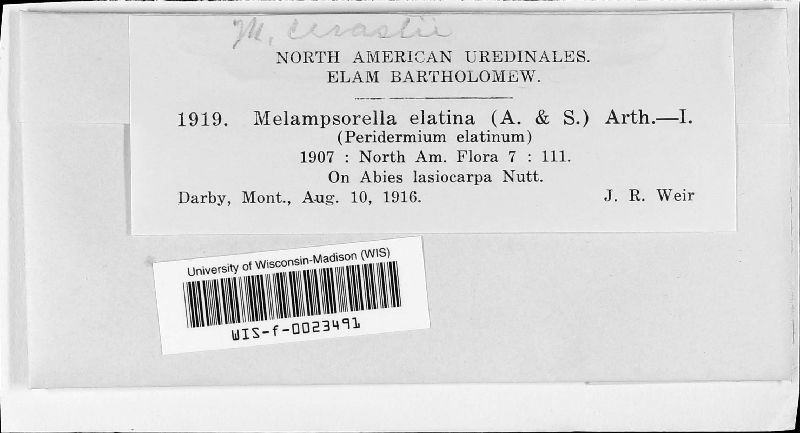 M. cerastii
NORTH AMERICAN UREDINALES.
ELAM BARTHOLOMEW.
1919. Melampsorella elatina (A. & S.) Arth.—I.
(Peridermium elatinum)
1907 : North Am. Flora 7 : 111.
On Abies lasiocarpa Nutt.
Darby, Mont., Aug. 10, 1916. J. R. Weir
University of Wisconsin-Madison (WIS)
WIS-f-0023491